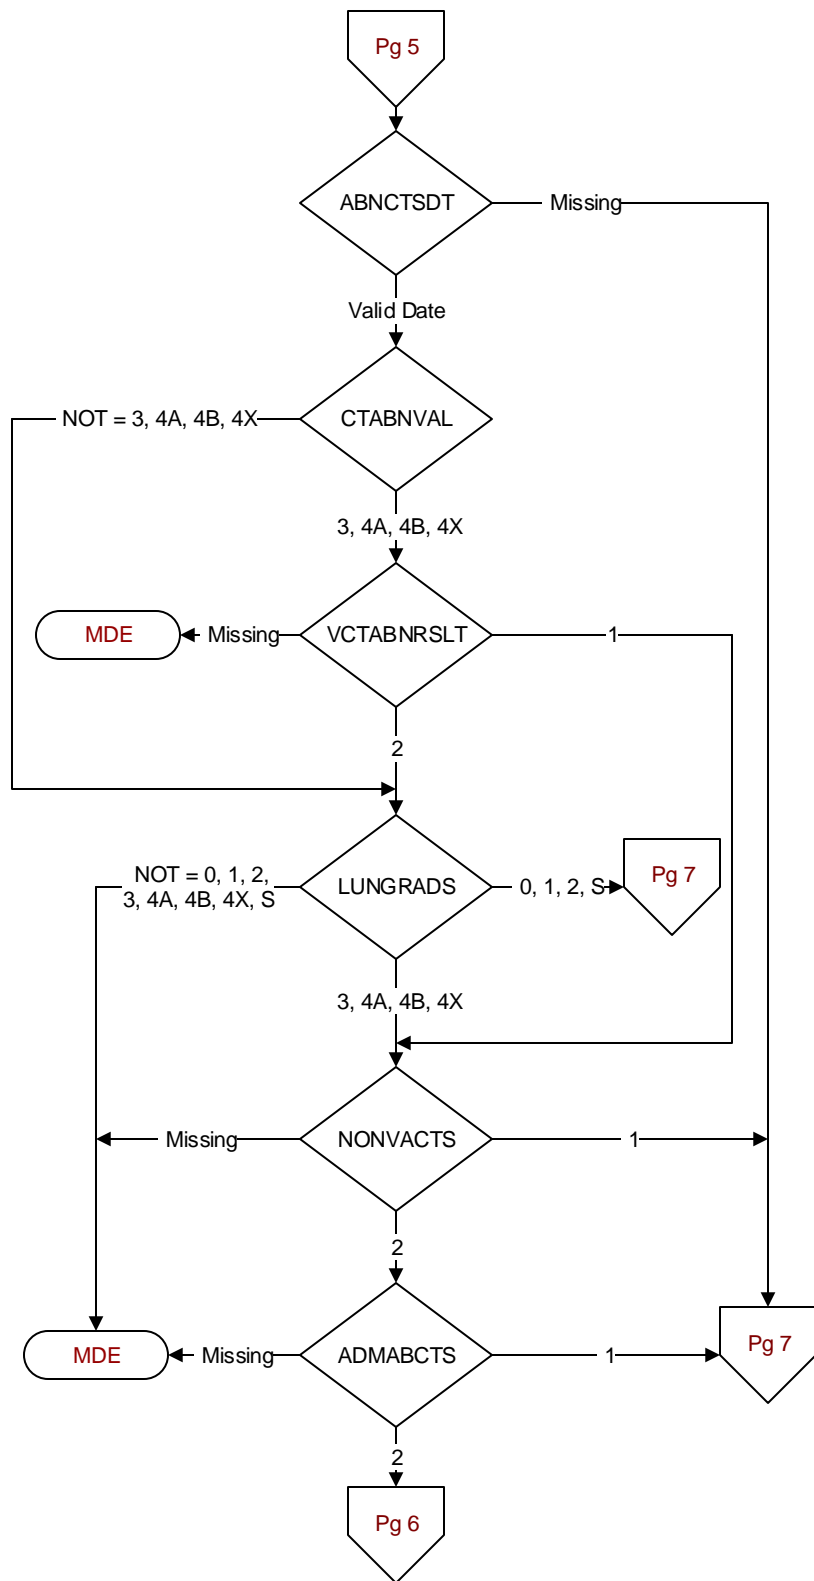 Pg 5
ABNCTSDT
Missing
Valid Date
CTABNVAL
NOT = 3, 4A, 4B, 4X
3, 4A, 4B, 4X
MDE
Missing
VCTABNRSLT
1
2
NOT = 0, 1, 2,
3, 4A, 4B, 4X, S
LUNGRADS
0, 1, 2, S
Pg 7
3, 4A, 4B, 4X
Missing
NONVACTS
1
2
MDE
Missing
ADMABCTS
1
Pg 7
2
Pg 6